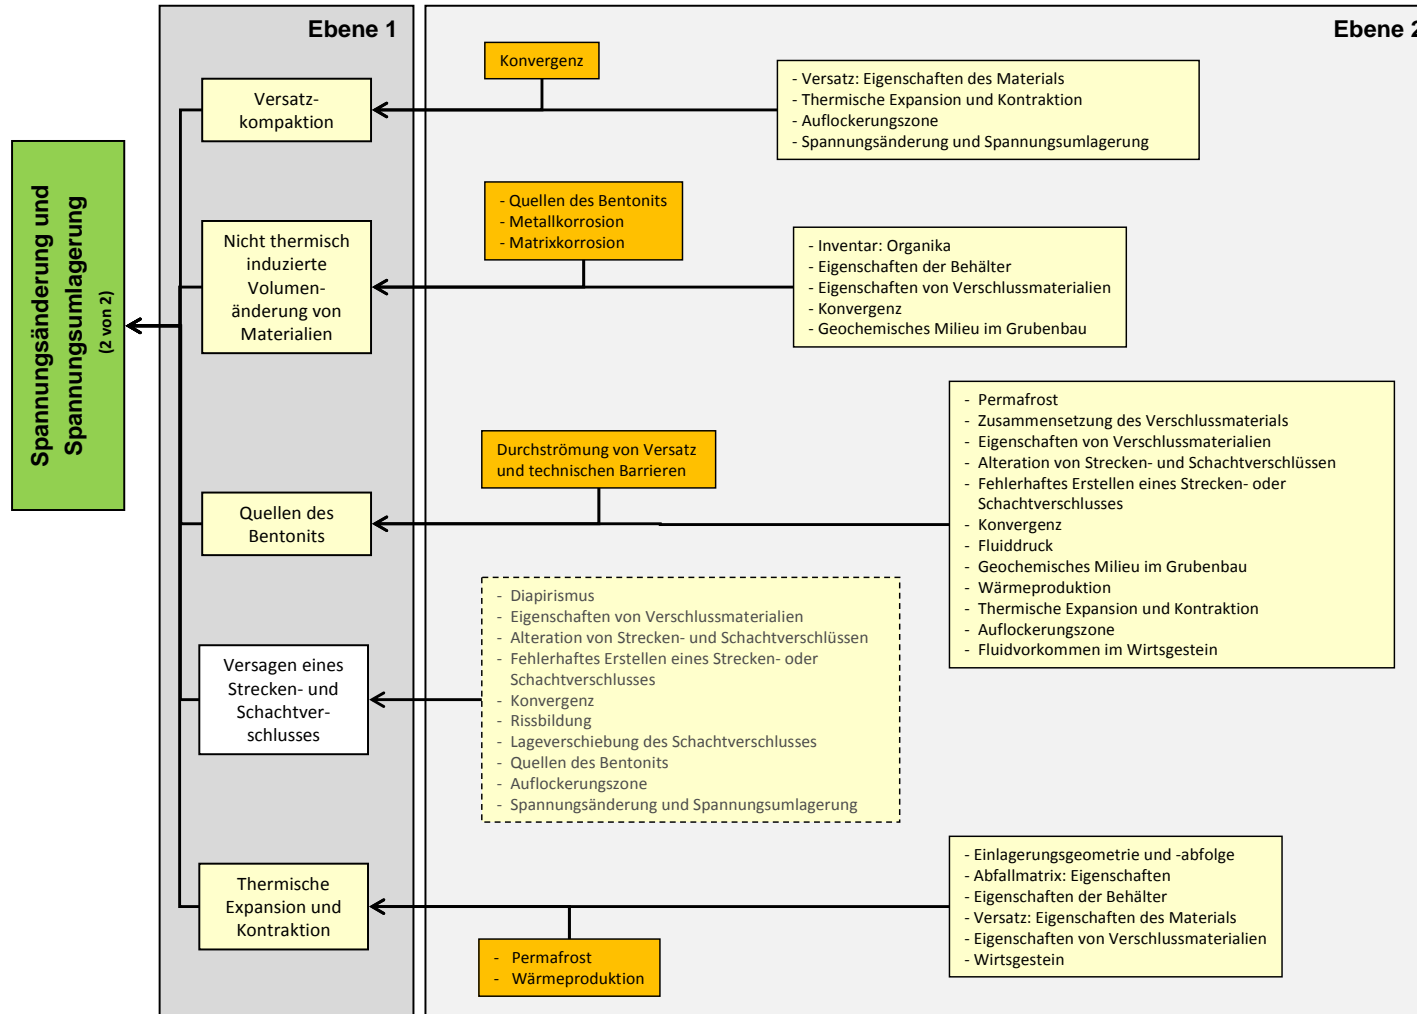 Ebene 1
Ebene 2
Spannungsänderung und
Spannungsumlagerung
(2 von 2)
Versatz-
kompaktion
Konvergenz
- Versatz: Eigenschaften des Materials
- Thermische Expansion und Kontraktion
- Auflockerungszone
- Spannungsänderung und Spannungsumlagerung
Nicht thermisch
induzierte
Volumen-
änderung von
Materialien
- Quellen des Bentonits
- Metallkorrosion
- Matrixkorrosion
- Inventar: Organika
- Eigenschaften der Behälter
- Eigenschaften von Verschlussmaterialien
- Konvergenz
- Geochemisches Milieu im Grubenbau
Quellen des
Bentonits
Durchströmung von Versatz
und technischen Barrieren
- Permafrost
- Zusammensetzung des Verschlussmaterials
- Eigenschaften von Verschlussmaterialien
- Alteration von Strecken- und Schachtverschlüssen
- Fehlerhaftes Erstellen eines Strecken- oder
Schachtverschlusses
- Konvergenz
- Fluiddruck
- Geochemisches Milieu im Grubenbau
- Wärmeproduktion
- Thermische Expansion und Kontraktion
- Auflockerungszone
- Fluidvorkommen im Wirtsgestein
Versagen eines
Strecken- und
Schachtver-
schlusses
- Diapirismus
- Eigenschaften von Verschlussmaterialien
- Alteration von Strecken- und Schachtverschlüssen
- Fehlerhaftes Erstellen eines Strecken- oder
Schachtverschlusses
- Konvergenz
- Rissbildung
- Lageverschiebung des Schachtverschlusses
- Quellen des Bentonits
- Auflockerungszone
- Spannungsänderung und Spannungsumlagerung
Thermische
Expansion und
Kontraktion
- Permafrost
- Wärmeproduktion
- Einlagerungsgeometrie und -abfolge
- Abfallmatrix: Eigenschaften
- Eigenschaften der Behälter
- Versatz: Eigenschaften des Materials
- Eigenschaften von Verschlussmaterialien
- Wirtsgestein